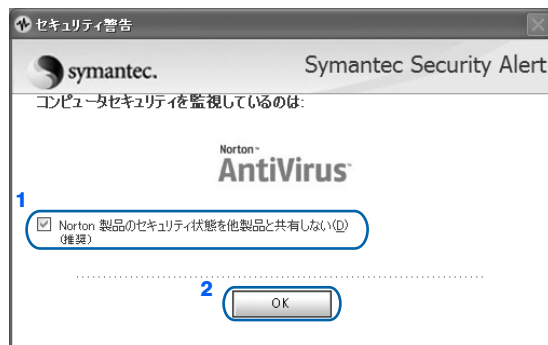 セキュリティ警告
symantec.
Symantec Security Alert
コンピュータセキュリティを監視しているのは:
Norton™
AntiVirus™
1
Norton 製品のセキュリティ状態を他製品と共有しない(D)
(推奨)
2
OK